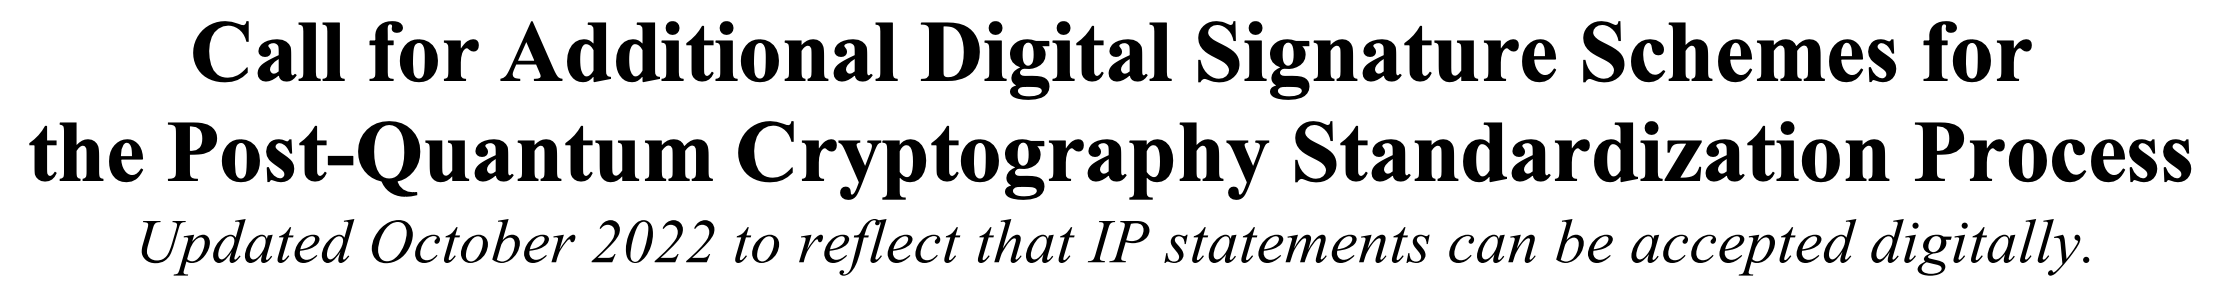 Call for Additional Digital Signature Schemes for
the Post-Quantum Cryptography Standardization Process
Updated October 2022 to reflect that IP statements can be accepted digitally.